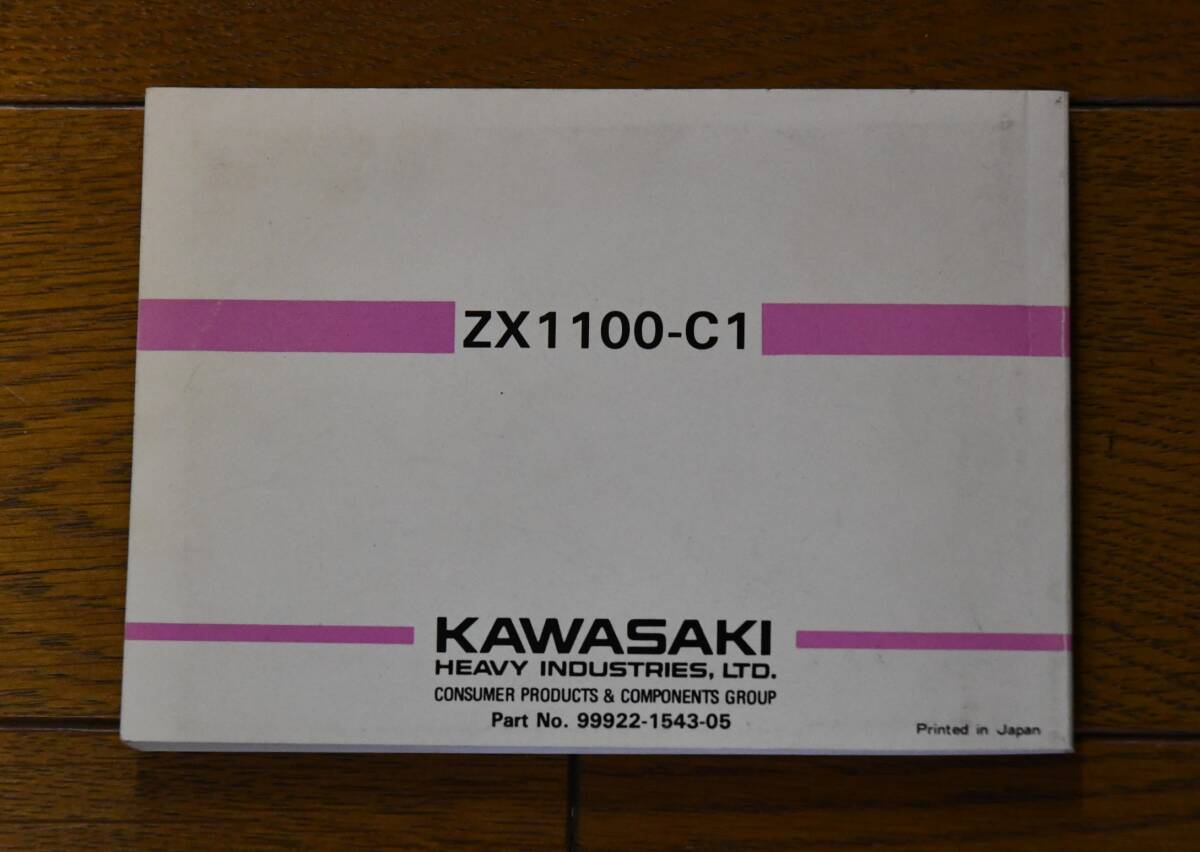 ZX1100-C1
KAWASAKI
HEAVY INDUSTRIES, LTD.
CONSUMER PRODUCTS & COMPONENTS GROUP
Part No. 99922-1543-05
Printed in Japan